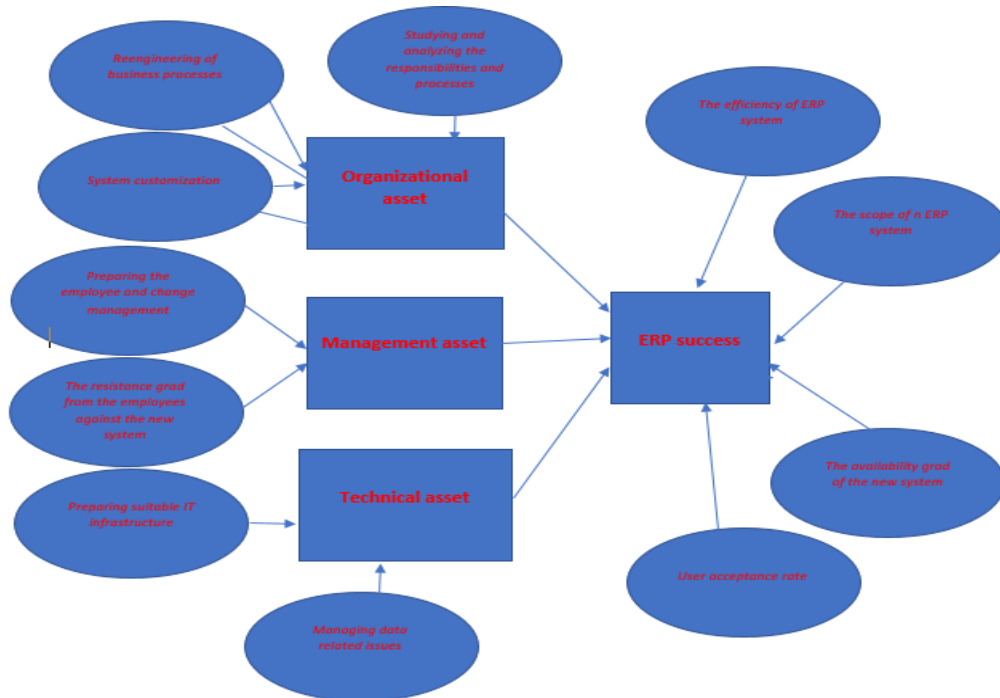 Reengineering of
business processes
Studying and
analyzing the
responsibilities and
processes
The efficiency of ERP
system
System customization
Organizational
asset
The scope of n ERP
system
Preparing the
employee and change
management
Management asset
ERP success
The resistance grad
from the employees
against the new
system
Technical asset
The availability grad
of the new system
Preparing suitable IT
infrastructure
User acceptance rate
Managing data
related issues